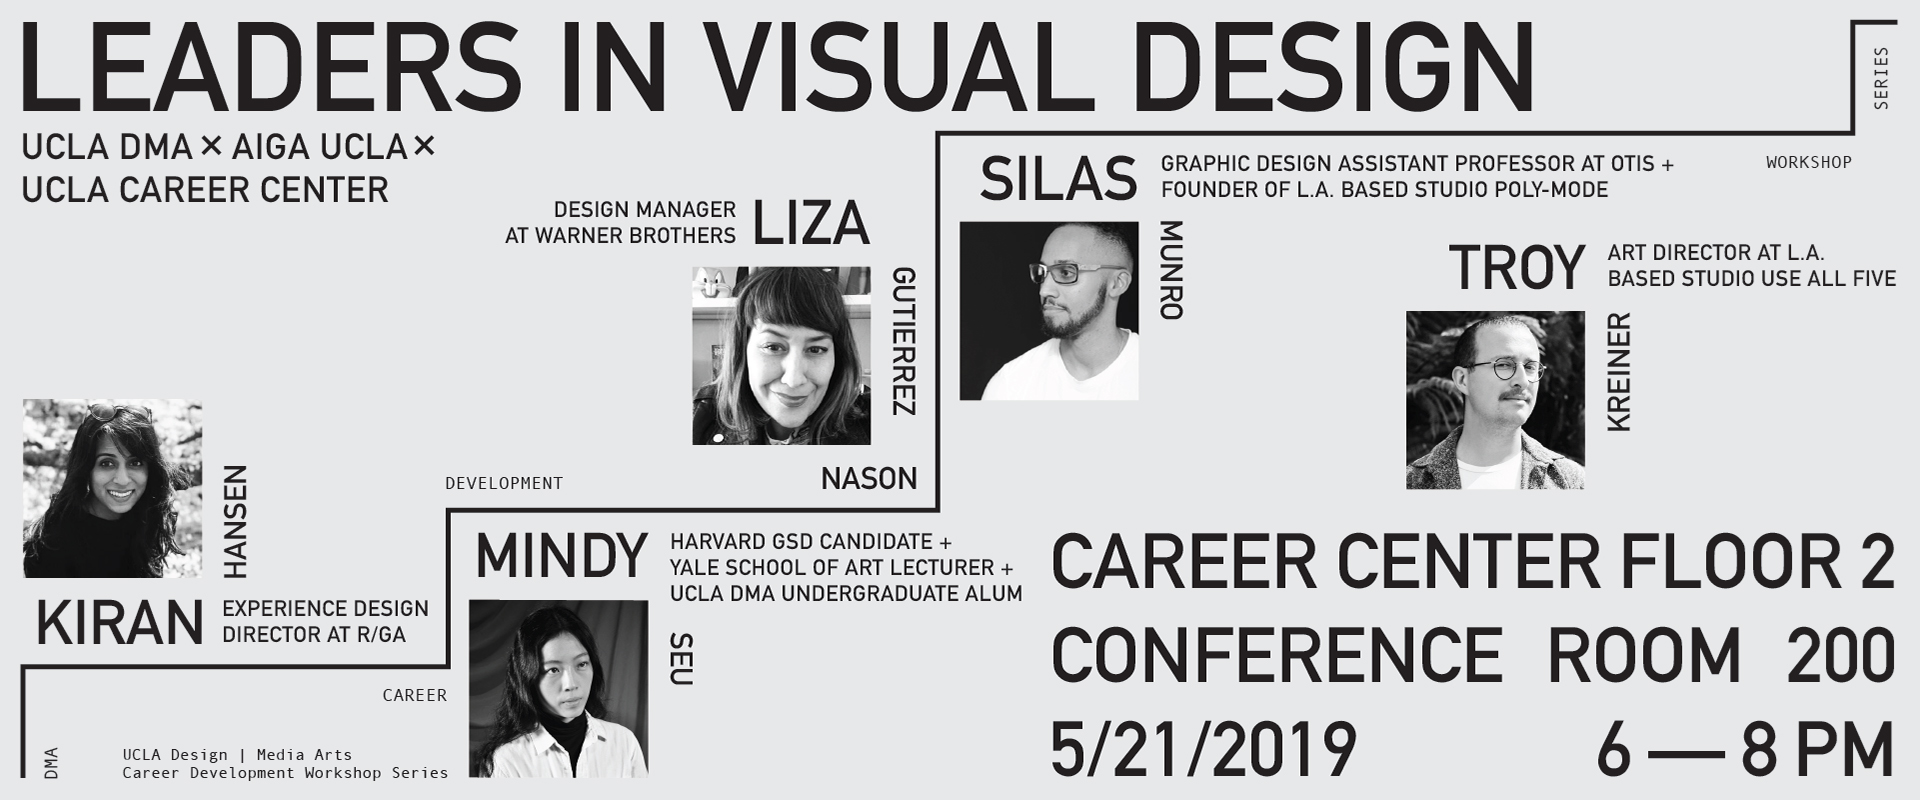 LEADERS IN VISUAL DESIGN
SERIES
UCLA DMA × AIGA UCLA ×
UCLA CAREER CENTER
WORKSHOP
SILAS
MUNRO
GRAPHIC DESIGN ASSISTANT PROFESSOR AT OTIS +
FOUNDER OF L.A. BASED STUDIO POLY-MODE
DESIGN MANAGER
AT WARNER BROTHERS
LIZA
GUTIERREZ
NASON
TROY
KREINER
ART DIRECTOR AT L.A.
BASED STUDIO USE ALL FIVE
DEVELOPMENT
HANSEN
KIRAN
EXPERIENCE DESIGN
DIRECTOR AT R/GA
MINDY
SEU
HARVARD GSD CANDIDATE +
YALE SCHOOL OF ART LECTURER +
UCLA DMA UNDERGRADUATE ALUM
CAREER
DMA
UCLA Design | Media Arts
Career Development Workshop Series
CAREER CENTER FLOOR 2
CONFERENCE ROOM 200
5/21/2019 6 — 8 PM